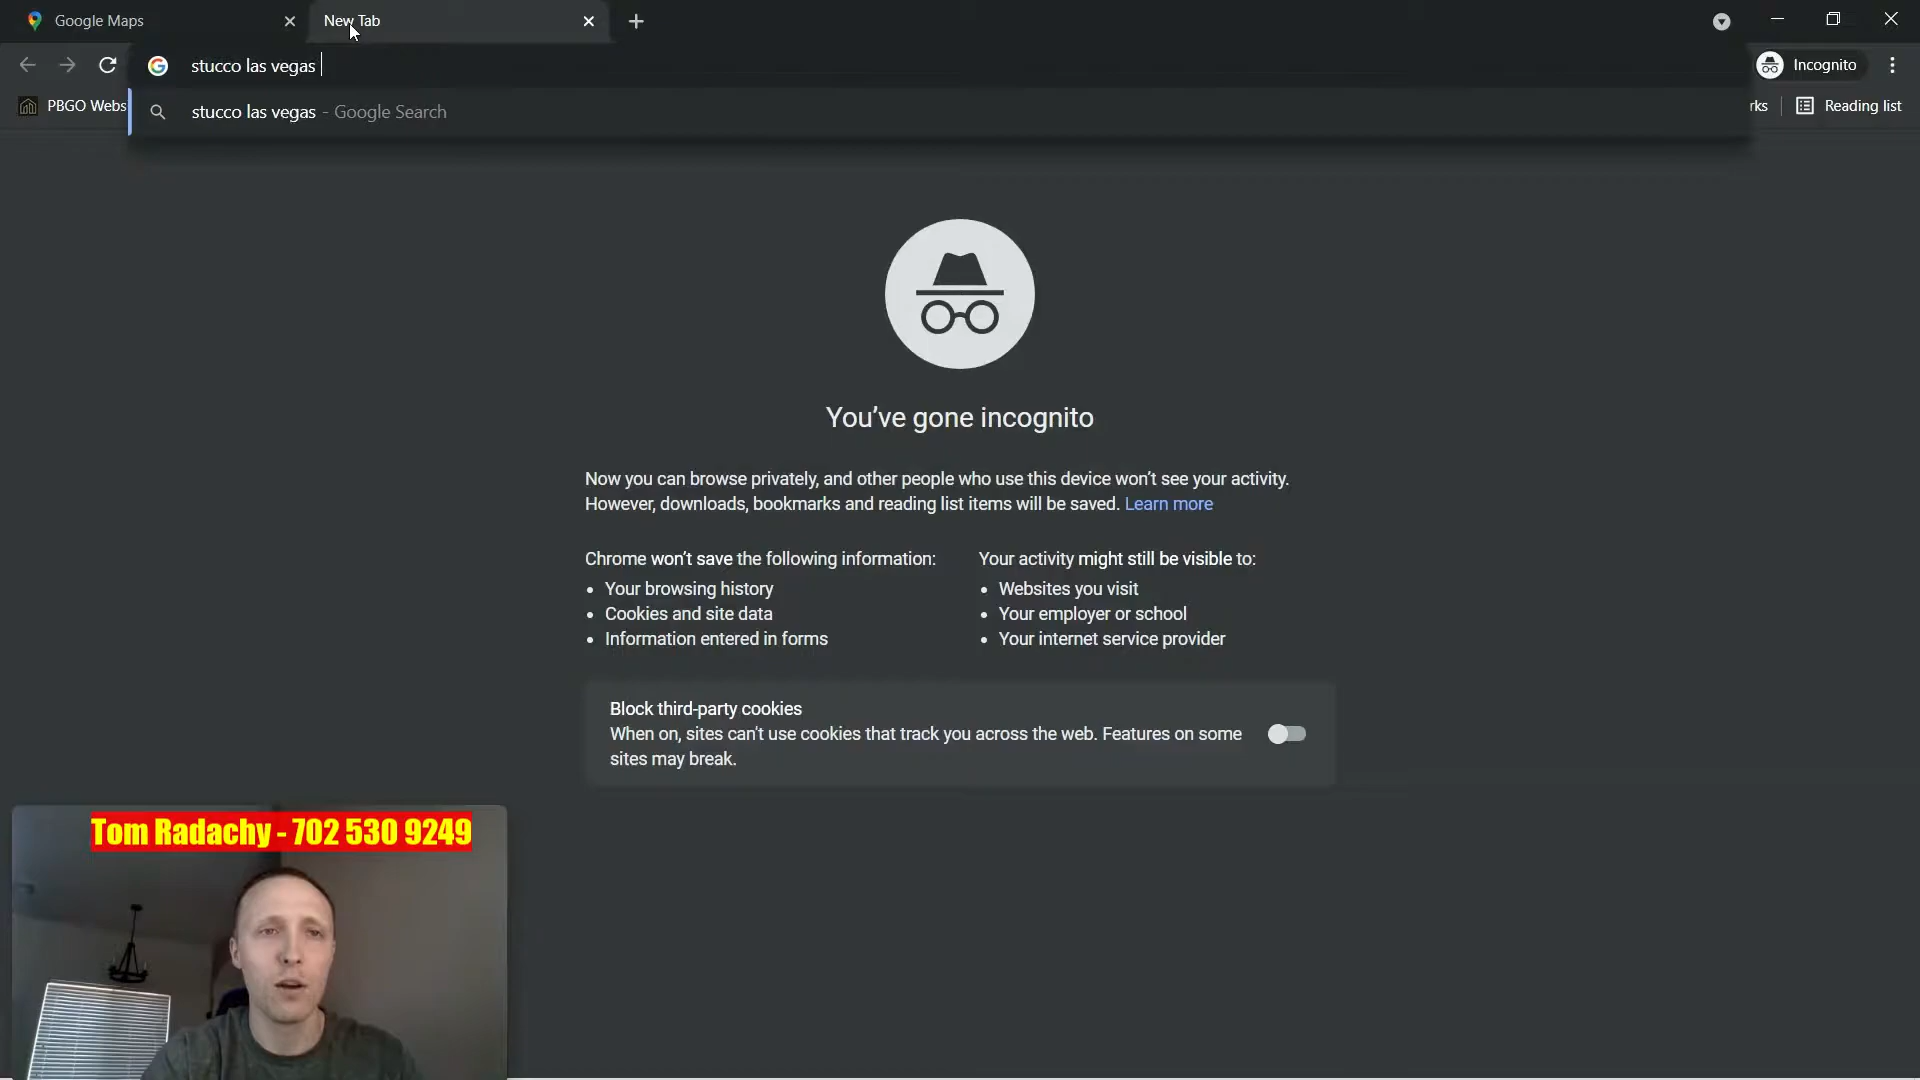 Google Maps
New Tab
stucco las vegas
Incognito
PBGO Webs
stucco las vegas - Google Search
rks
Reading list
You've gone incognito
Now you can browse privately, and other people who use this device won't see your activity.
However, downloads, bookmarks and reading list items will be saved. Learn more
Chrome won't save the following information:
Your browsing history
Cookies and site data
Information entered in forms
Your activity might still be visible to:
Websites you visit
Your employer or school
Your internet service provider
Block third-party cookies
When on, sites can't use cookies that track you across the web. Features on some
sites may break.
Tom Radachy - 702 530 9249